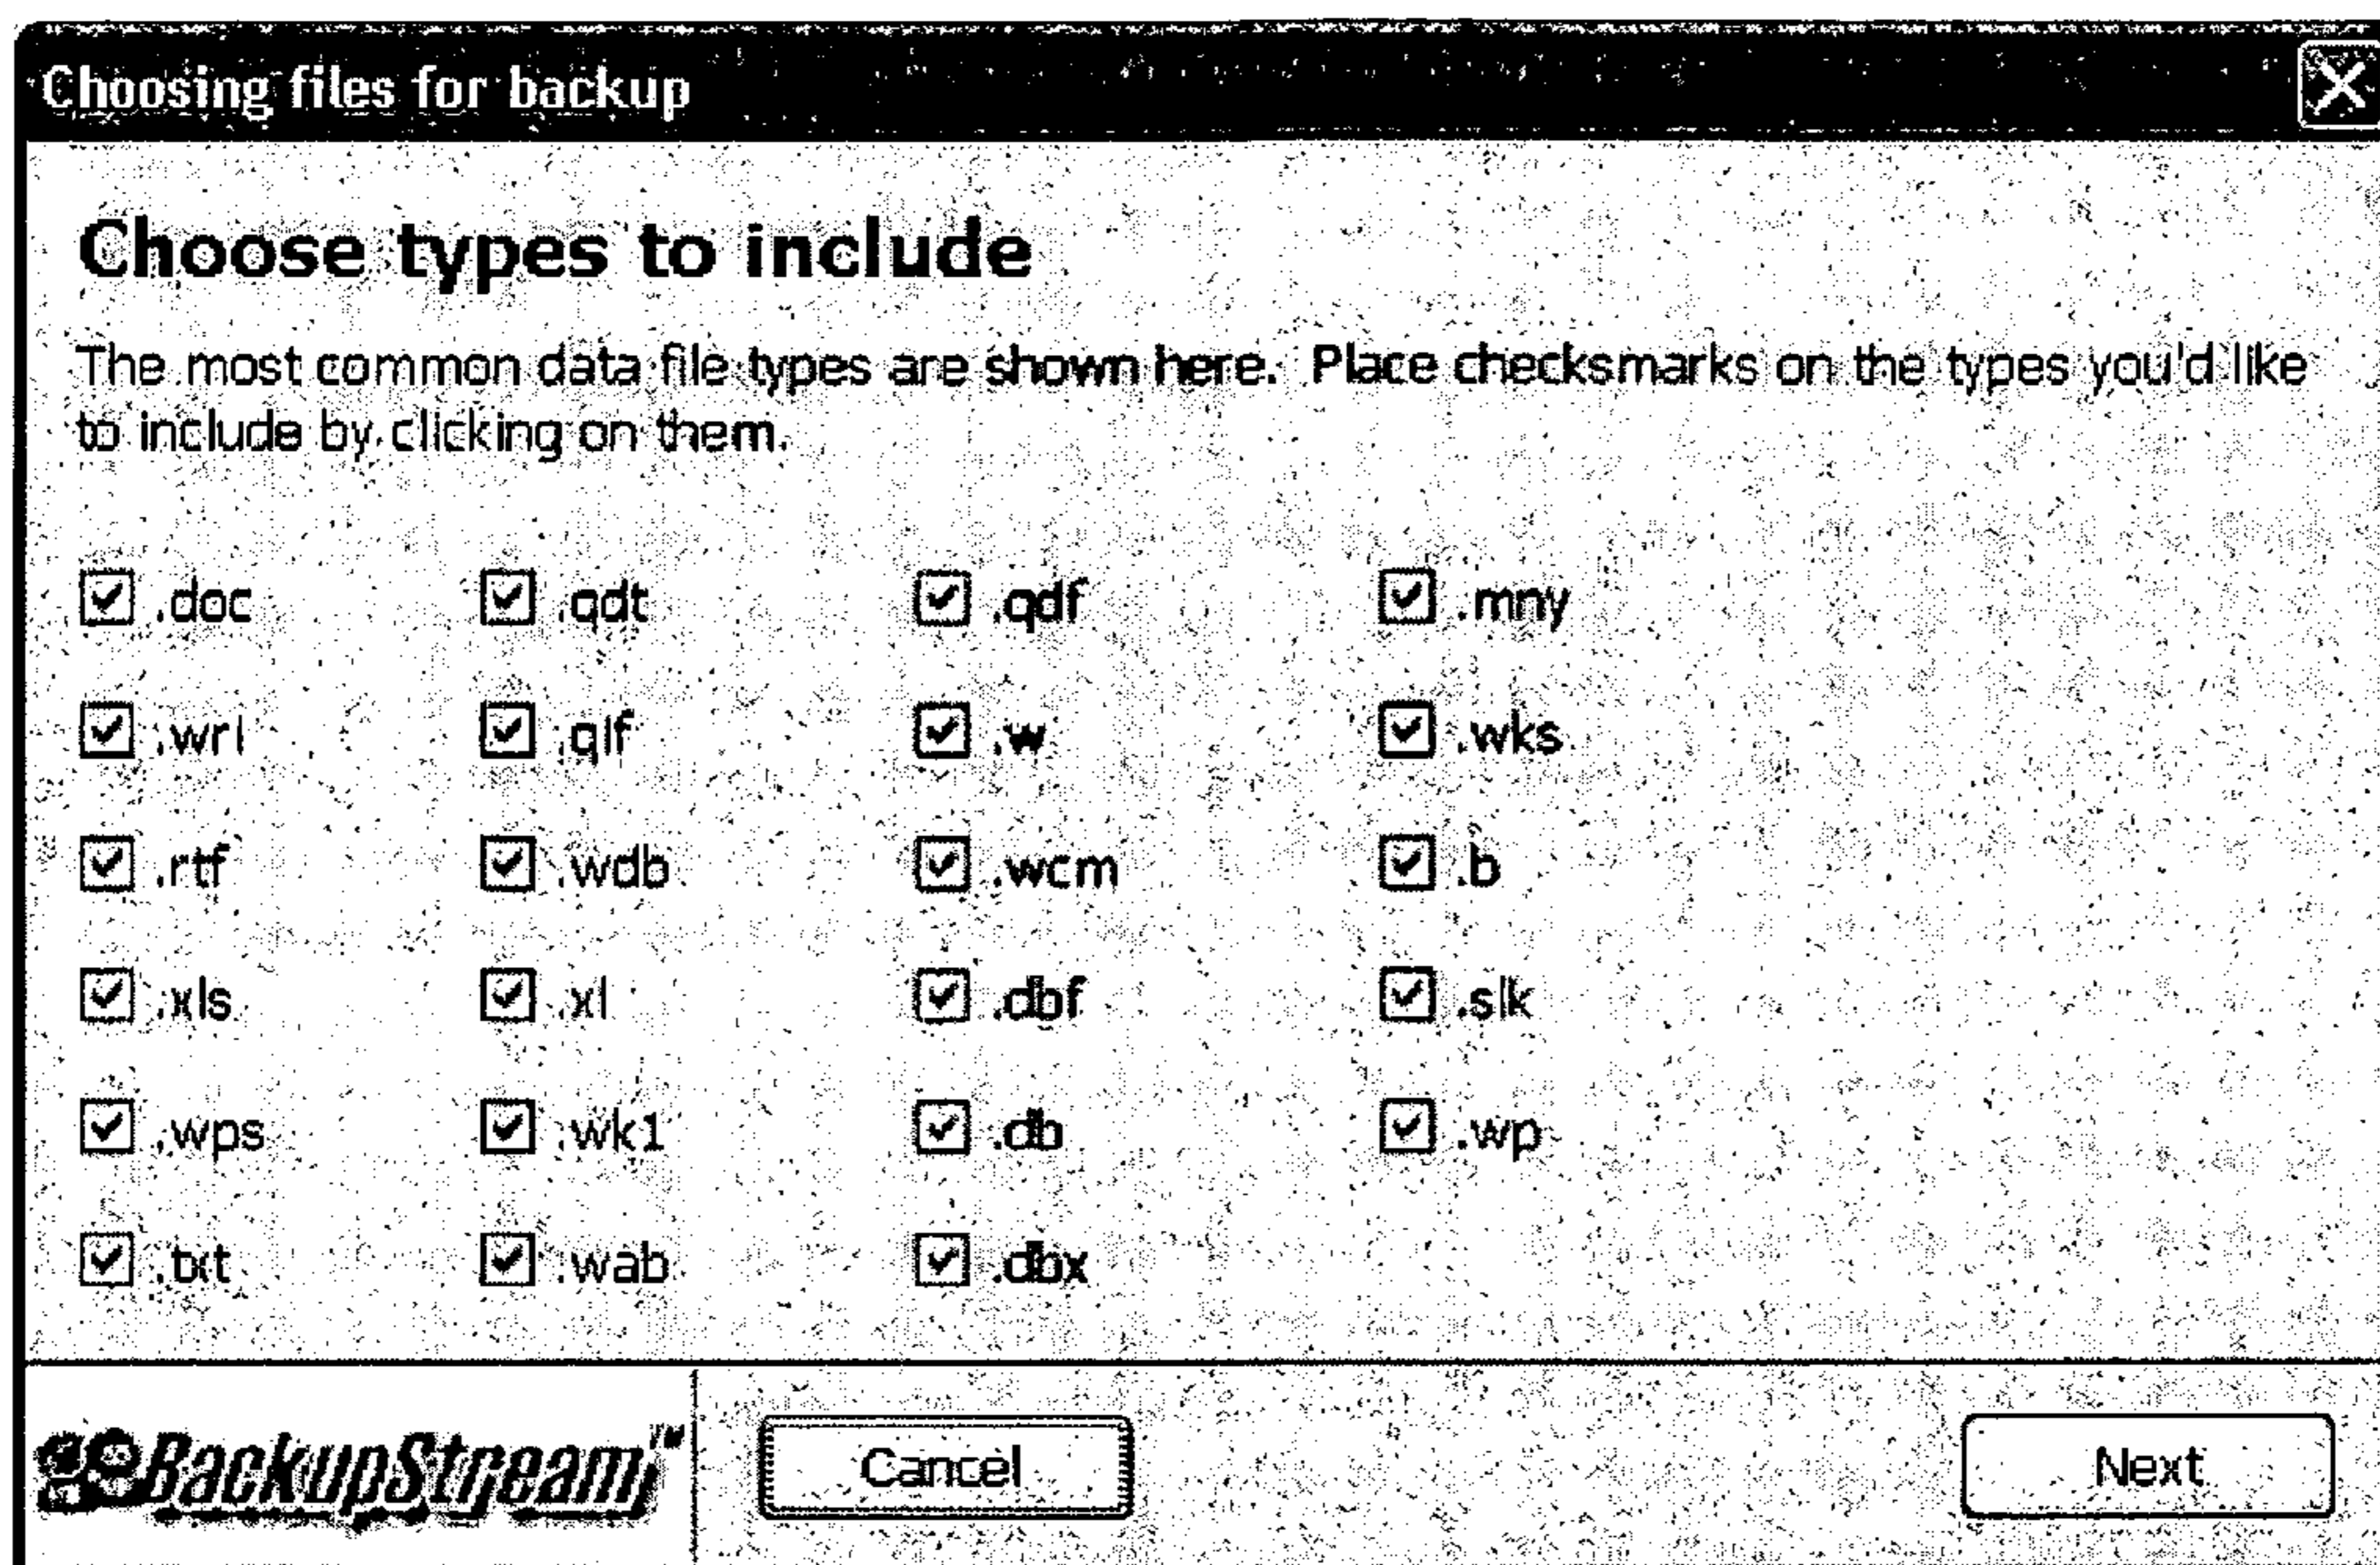 Choosing files for backup
Choose types to include
The most common data file types are shown here. Place checksmarks on the types you'd like
to include by clicking on them.
.doc .qdt .qdf .mny
.wri .qif .w .wks
.rtf .wdb .wcm .b
.xls .xl .dbf .slk
.wps .wk1 .db .wp
.txt .wab .dbx
BackupStream™ Cancel Next